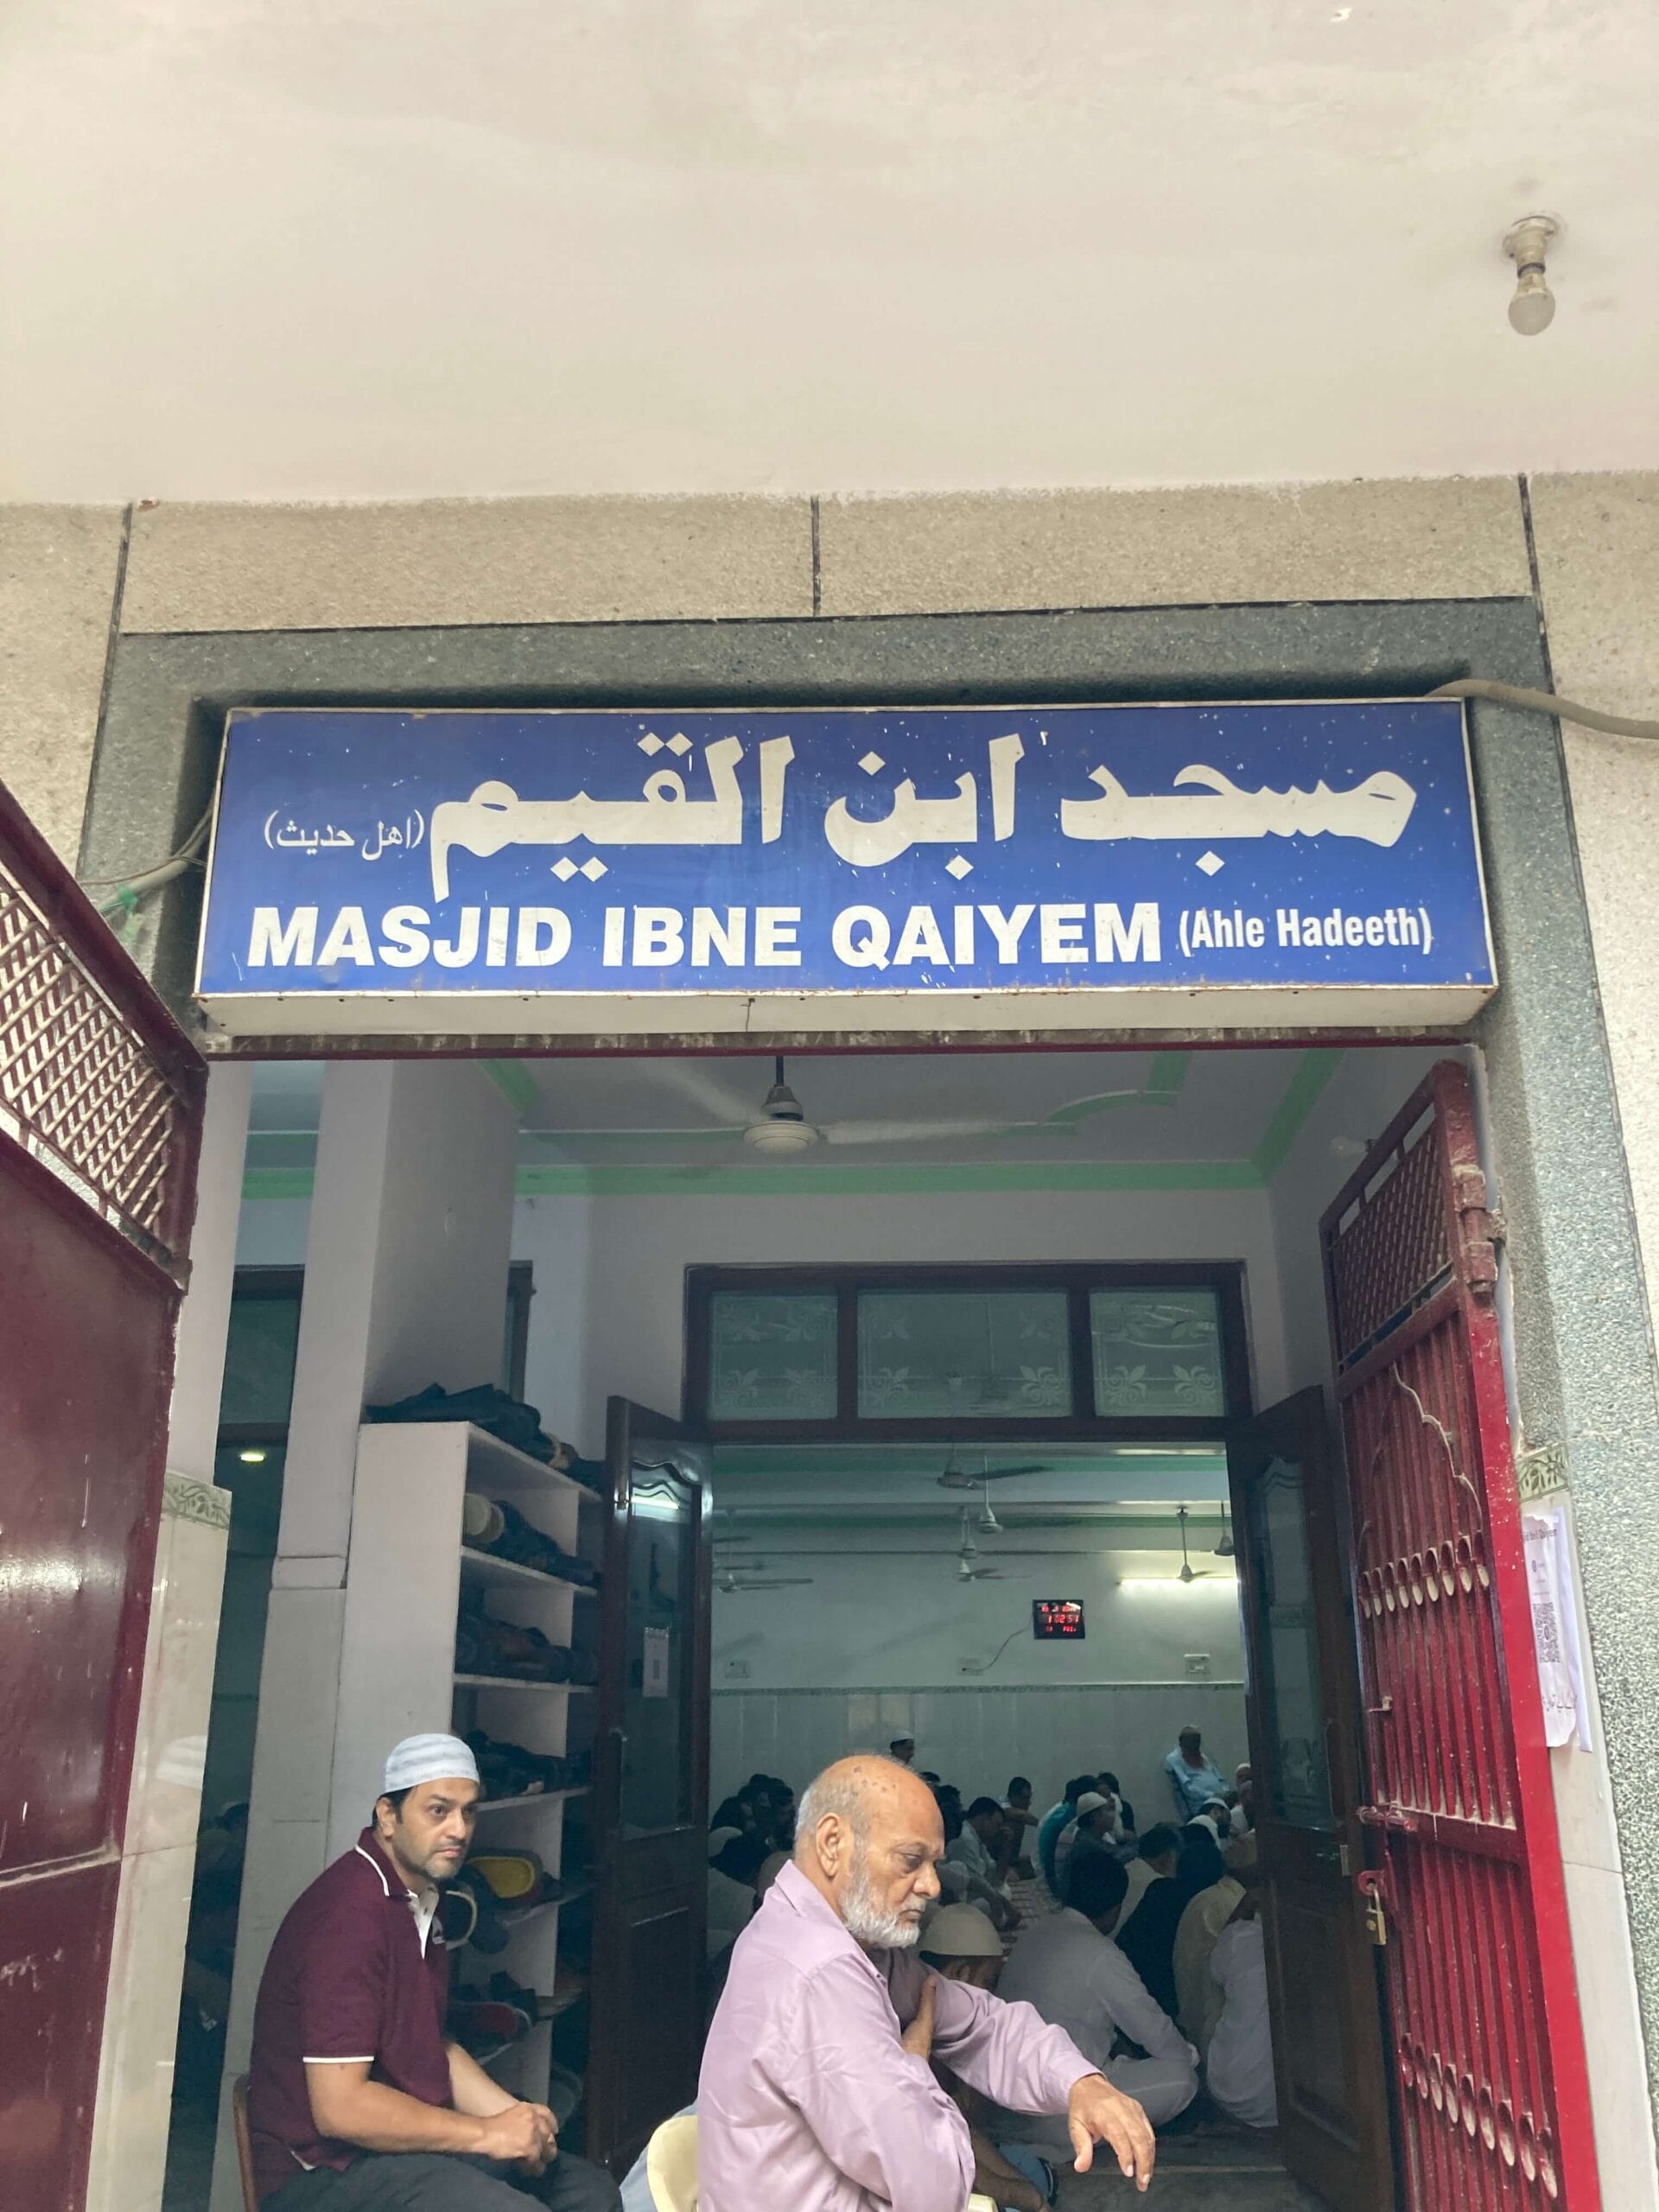 مسجد ابن القيم (اهل حديث)
MASJID IBNE QAIYEM (Ahle Hadeeth)